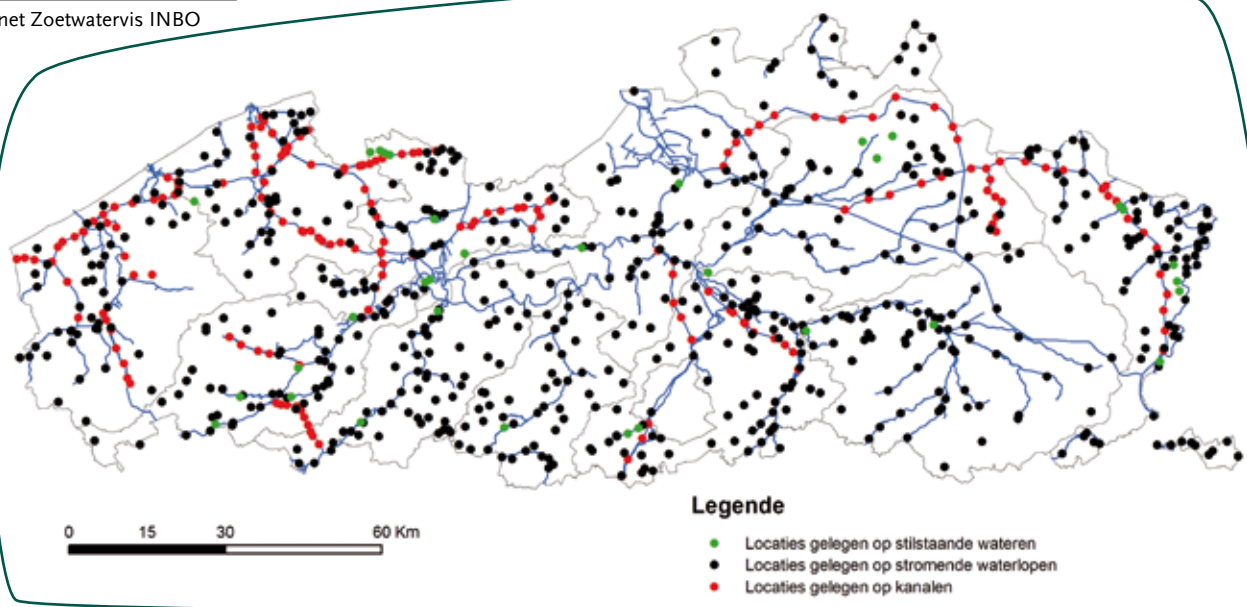 net Zoetwatervis INBO
0 15 30 60 Km
Legende
Locaties gelegen op stilstaande wateren
Locaties gelegen op stromende waterlopen
Locaties gelegen op kanalen